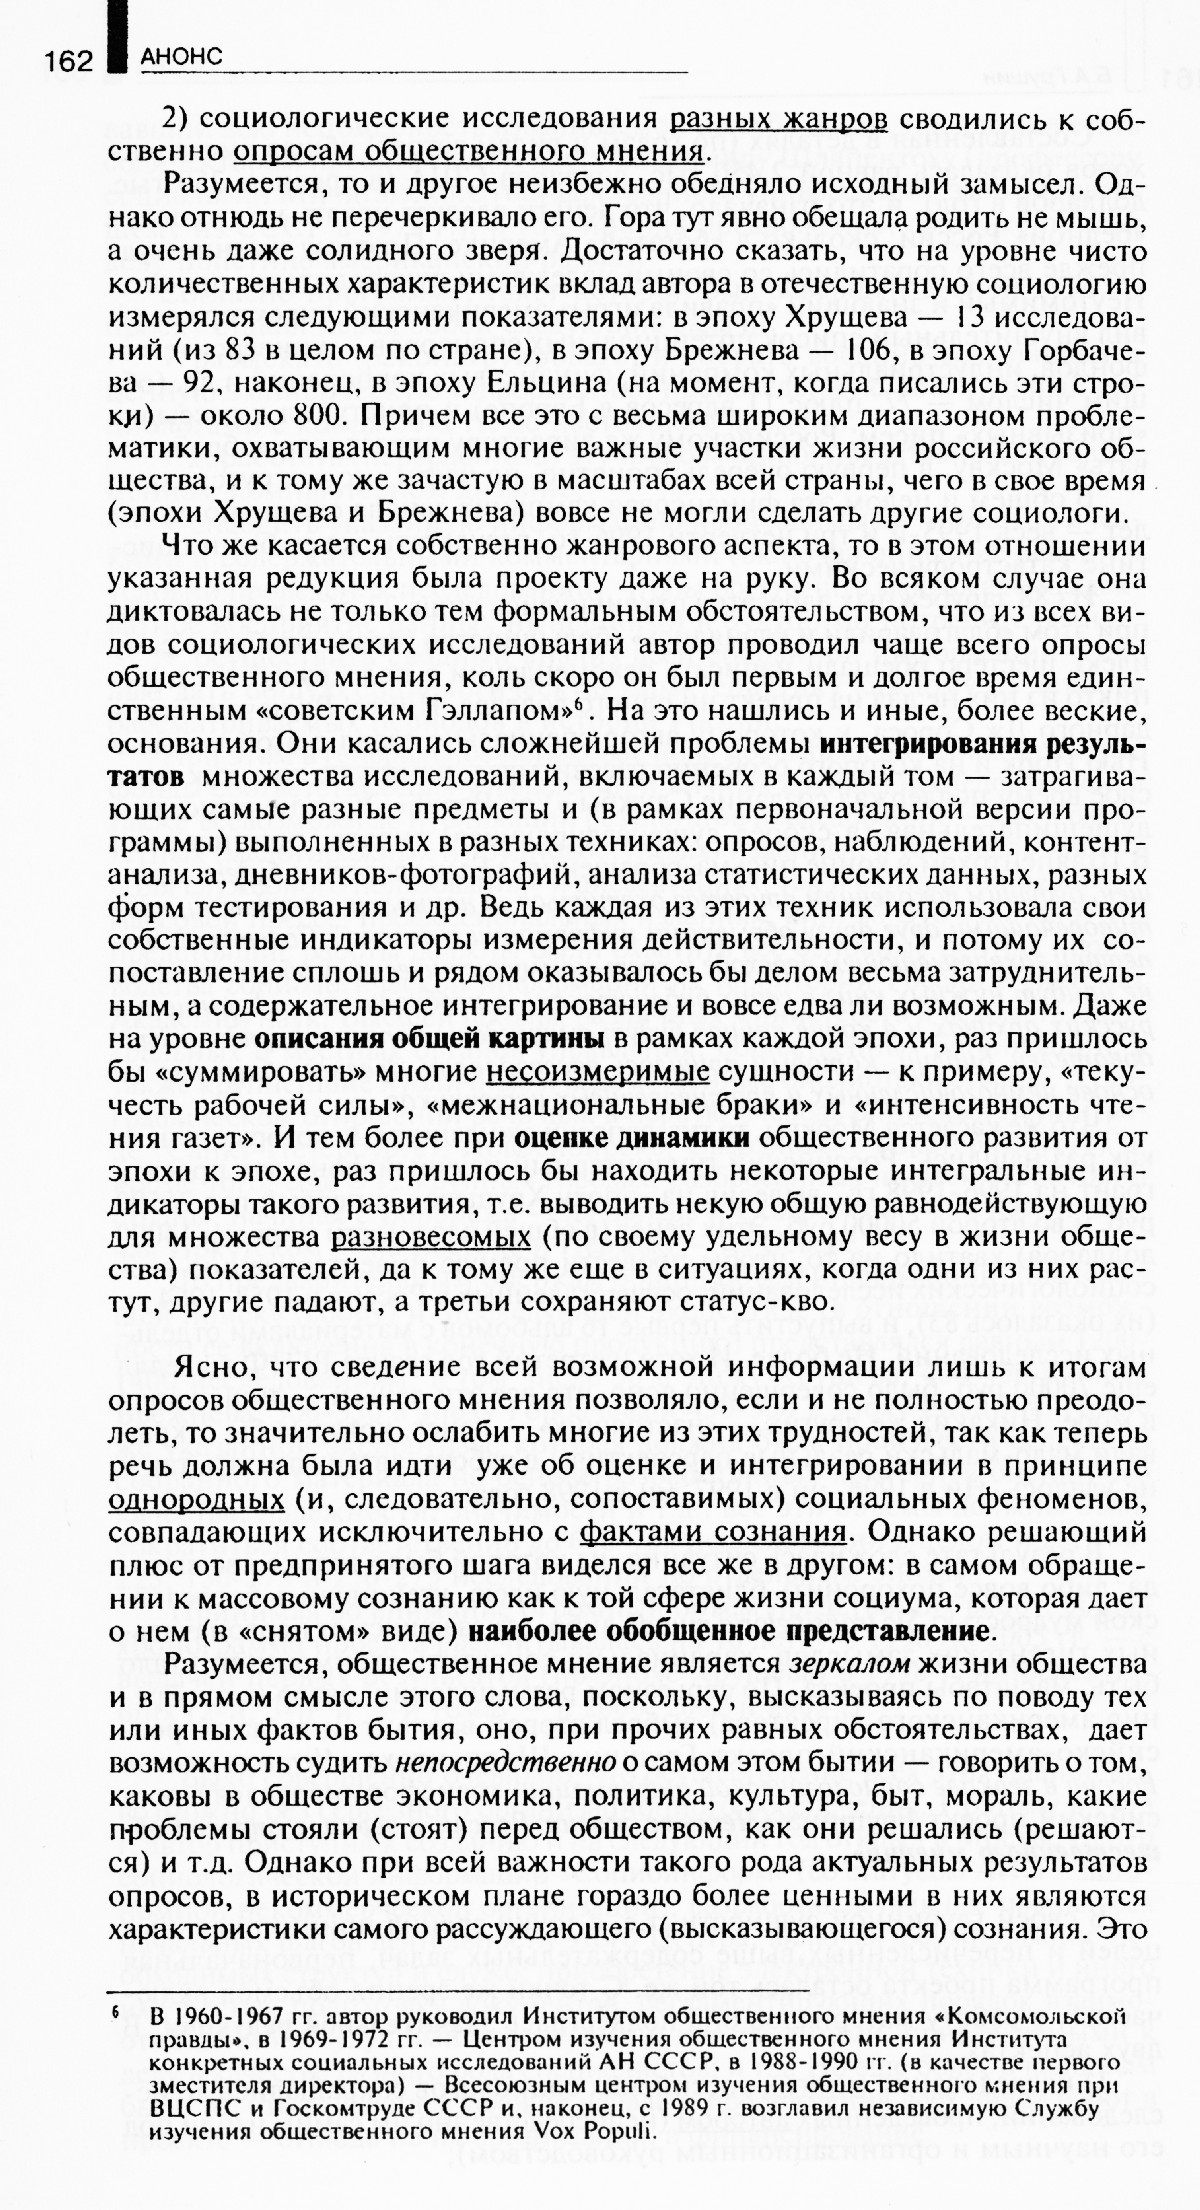 162
АНОНС
2) социологические исследования разных жанров сводились к соб-
ственно опросам общественного мнения.
Разумеется, то и другое неизбежно обедняло исходный замысел. Од-
нако отнюдь не перечеркивало его. Гора тут явно обещала родить не мышь,
а очень даже солидного зверя. Достаточно сказать, что на уровне чисто
количественных характеристик вклад автора в отечественную социологию
измерялся следующими показателями: в эпоху Хрущева — 13 исследова-
ний (из 83 в целом по стране), в эпоху Брежнева — 106, в эпоху Горбаче-
ва — 92, наконец, в эпоху Ельцина (на момент, когда писались эти стро-
ки) — около 800. Причем все это с весьма широким диапазоном пробле-
матики, охватывающим многие важные участки жизни российского об-
щества, и к тому же зачастую в масштабах всей страны, чего в свое время
(эпохи Хрущева и Брежнева) вовсе не могли сделать другие социологи.
Что же касается собственно жанрового аспекта, то в этом отношении
указанная редукция была проекту даже на руку. Во всяком случае она
диктовалась не только тем формальным обстоятельством, что из всех ви-
дов социологических исследований автор проводил чаще всего опросы
общественного мнения, коль скоро он был первым и долгое время един-
ственным «советским Гэллапом»⁶. На это нашлись и иные, более веские,
основания. Они касались сложнейшей проблемы интегрирования резуль-
татов множества исследований, включаемых в каждый том — затрагива-
ющих самые разные предметы и (в рамках первоначальной версии про-
граммы) выполненных в разных техниках: опросов, наблюдений, контент-
анализа, дневников-фотографий, анализа статистических данных, разных
форм тестирования и др. Ведь каждая из этих техник использовала свои
собственные индикаторы измерения действительности, и потому их со-
поставление сплошь и рядом оказывалось бы делом весьма затруднитель-
ным, а содержательное интегрирование и вовсе едва ли возможным. Даже
на уровне описания общей картины в рамках каждой эпохи, раз пришлось
бы «суммировать» многие несоизмеримые сущности — к примеру, «теку-
честь рабочей силы», «межнациональные браки» и «интенсивность чте-
ния газет». И тем более при оценке динамики общественного развития от
эпохи к эпохе, раз пришлось бы находить некоторые интегральные ин-
дикаторы такого развития, т.е. выводить некую общую равнодействующую
для множества разновесомых (по своему удельному весу в жизни обще-
ства) показателей, да к тому же еще в ситуациях, когда одни из них рас-
тут, другие падают, а третьи сохраняют статус-кво.
Ясно, что сведение всей возможной информации лишь к итогам
опросов общественного мнения позволяло, если и не полностью преодо-
леть, то значительно ослабить многие из этих трудностей, так как теперь
речь должна была идти уже об оценке и интегрировании в принципе
однородных (и, следовательно, сопоставимых) социальных феноменов,
совпадающих исключительно с фактами сознания. Однако решающий
плюс от предпринятого шага виделся все же в другом: в самом обраще-
нии к массовому сознанию как к той сфере жизни социума, которая дает
о нем (в «снятом» виде) наиболее обобщенное представление.
Разумеется, общественное мнение является зеркалом жизни общества
и в прямом смысле этого слова, поскольку, высказываясь по поводу тех
или иных фактов бытия, оно, при прочих равных обстоятельствах, дает
возможность судить непосредственно о самом этом бытии — говорить о том,
каковы в обществе экономика, политика, культура, быт, мораль, какие
проблемы стояли (стоят) перед обществом, как они решались (решают-
ся) и т.д. Однако при всей важности такого рода актуальных результатов
опросов, в историческом плане гораздо более ценными в них являются
характеристики самого рассуждающего (высказывающегося) сознания. Это
⁶ В 1960-1967 гг. автор руководил Институтом общественного мнения «Комсомольской
правды», в 1969-1972 гг. — Центром изучения общественного мнения Института
конкретных социальных исследований АН СССР, в 1988-1990 гг. (в качестве первого
зместителя директора) — Всесоюзным центром изучения общественного мнения при
ВЦСПС и Госкомтруде СССР и, наконец, с 1989 г. возглавил независимую Службу
изучения общественного мнения Vox Populi.